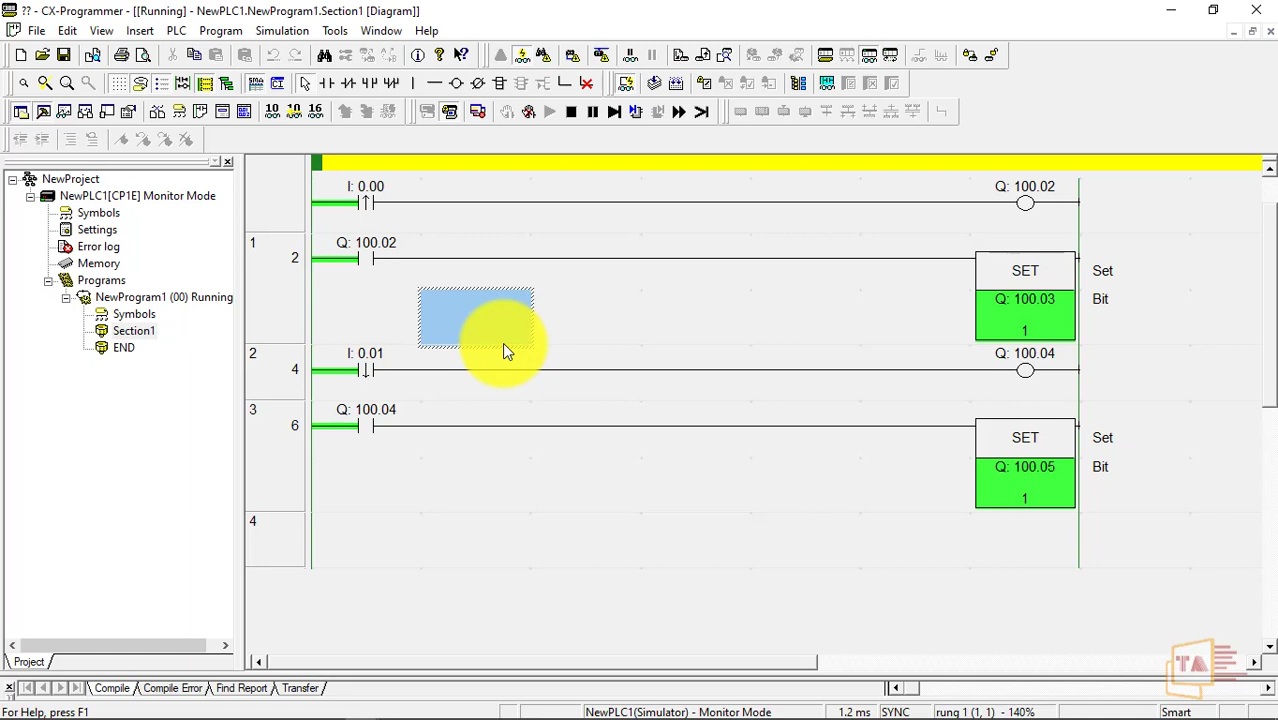 ?? - CX-Programmer - [[Running] - NewPLC1.NewProgram1.Section1 [Diagram]]
File Edit View Insert PLC Program Simulation Tools Window Help
10 10 16
NewProject
NewPLC1[CP1E] Monitor Mode
Symbols
Settings
Error log
Memory
Programs
NewProgram1 (00) Running
Symbols
Section1
END
Project
I: 0.00 Q: 100.02
1 Q: 100.02
2 SET Set
Q: 100.03 Bit
1
2 I: 0.01 Q: 100.04
4
3 Q: 100.04
6 SET Set
Q: 100.05 Bit
1
4
TA
Compile Compile Error Find Report Transfer
For Help, press F1 NewPLC1(Simulator) - Monitor Mode 1.2 ms SYNC rung 1 (1, 1) - 140% Smart